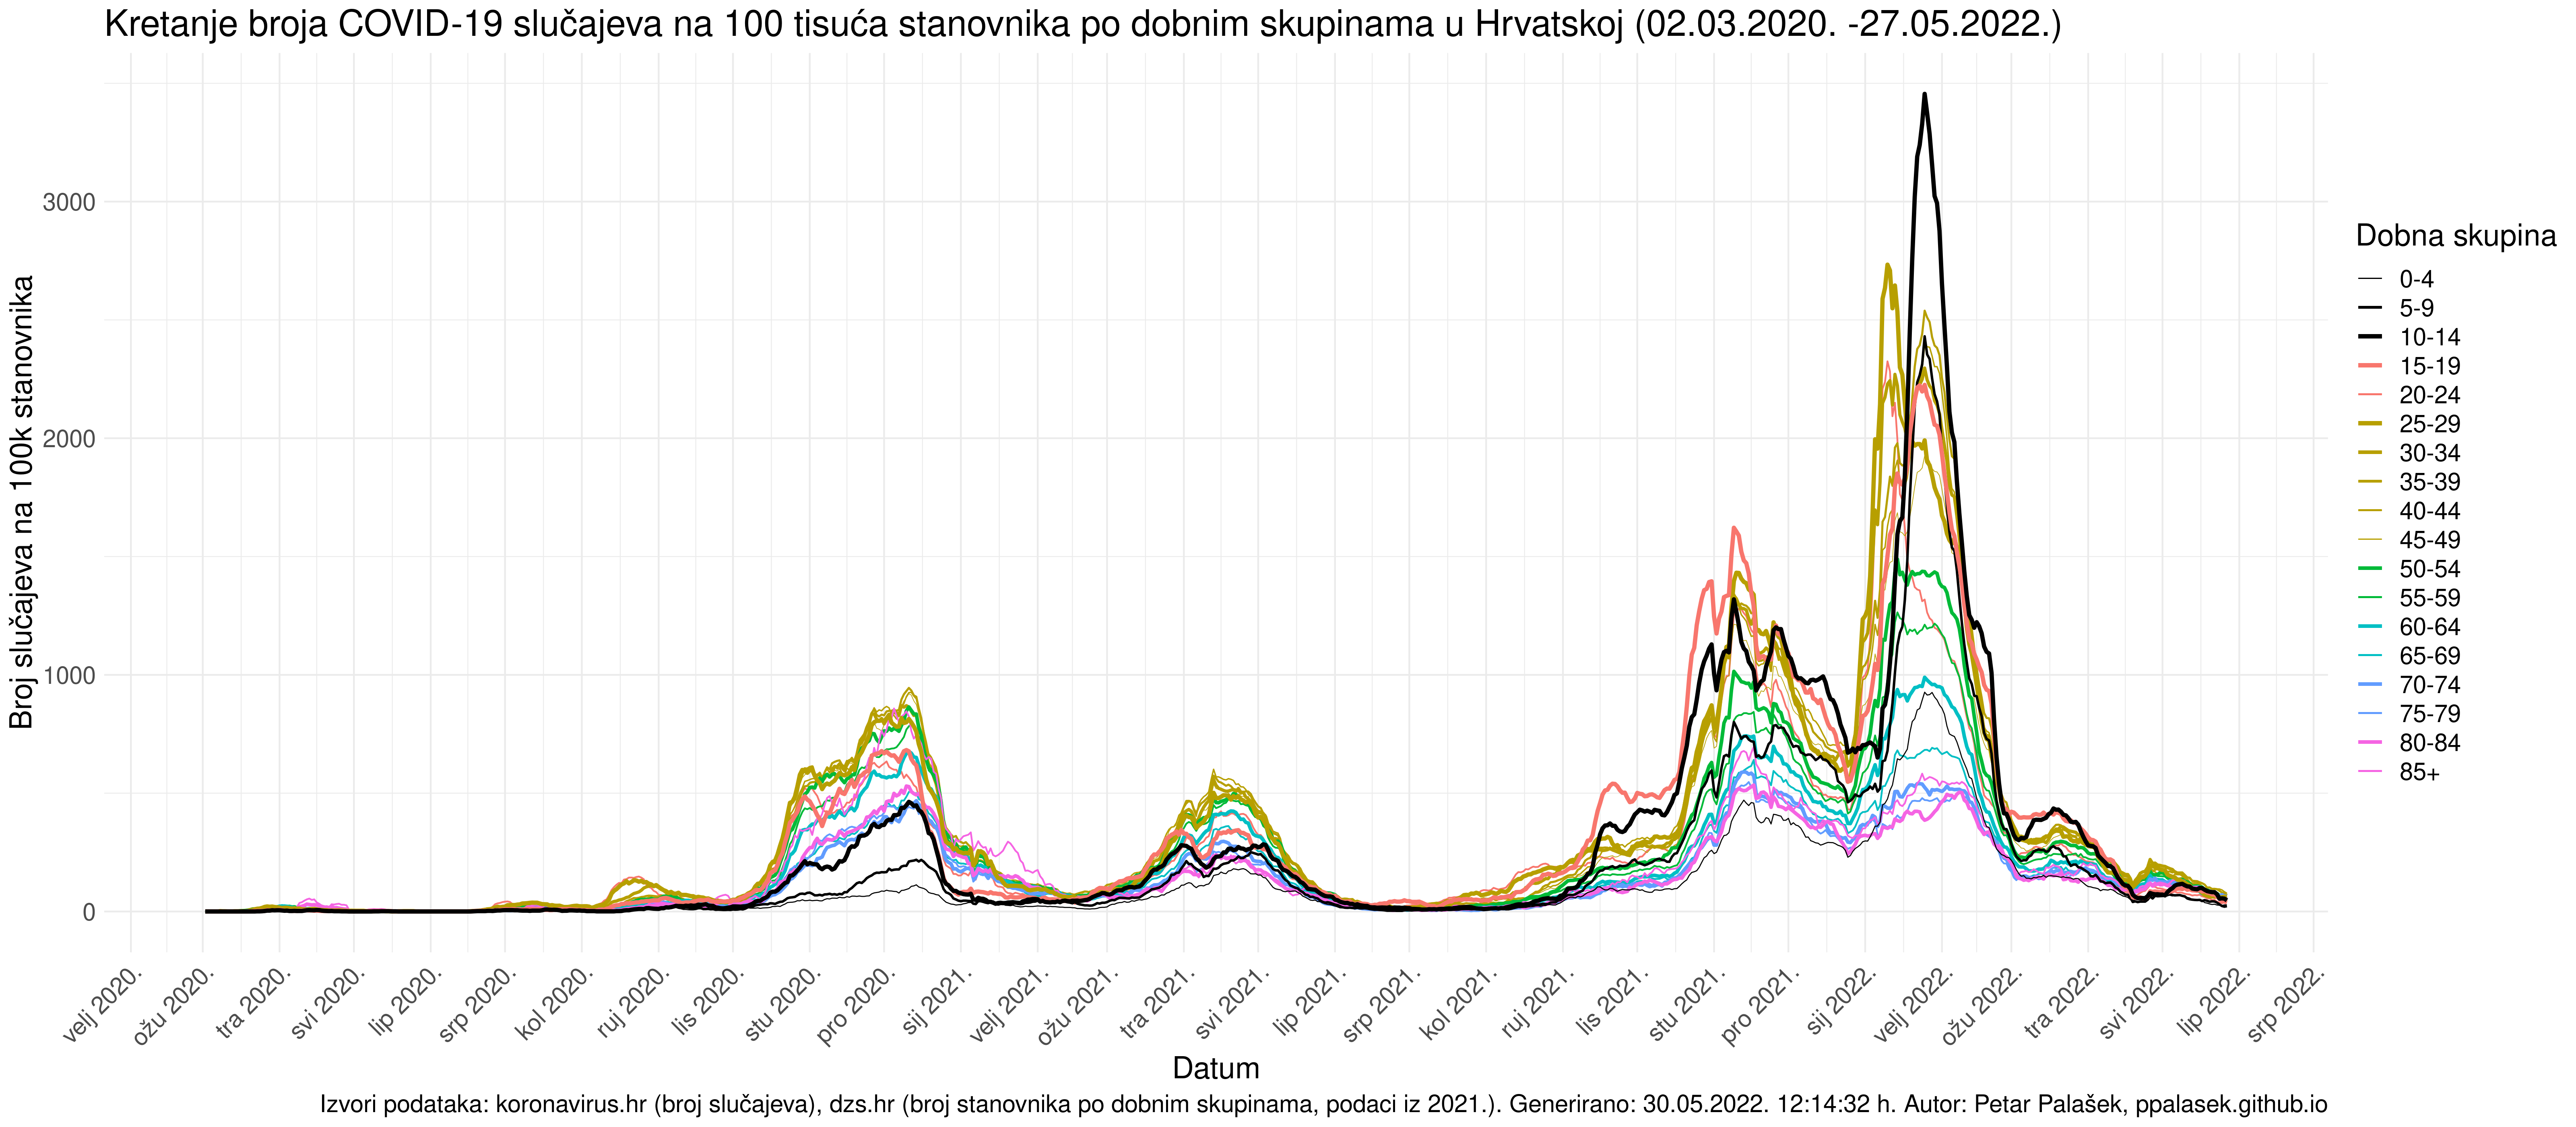 Kretanje broja COVID-19 slučajeva na 100 tisuća stanovnika po dobnim skupinama u Hrvatskoj (02.03.2020. -27.05.2022.)
Broj slučajeva na 100k stanovnika
3000
2000
1000
0
velj 2020.
ožu 2020.
tra 2020.
svi 2020.
lip 2020.
srp 2020.
kol 2020.
ruj 2020.
lis 2020.
stu 2020.
pro 2020.
sij 2021.
velj 2021.
ožu 2021.
tra 2021.
svi 2021.
lip 2021.
srp 2021.
kol 2021.
ruj 2021.
lis 2021.
stu 2021.
pro 2021.
sij 2022.
velj 2022.
ožu 2022.
tra 2022.
svi 2022.
lip 2022.
srp 2022.
Datum
Dobna skupina
0-4
5-9
10-14
15-19
20-24
25-29
30-34
35-39
40-44
45-49
50-54
55-59
60-64
65-69
70-74
75-79
80-84
85+
Izvori podataka: koronavirus.hr (broj slučajeva), dzs.hr (broj stanovnika po dobnim skupinama, podaci iz 2021.). Generirano: 30.05.2022. 12:14:32 h. Autor: Petar Palašek, ppalasek.github.io